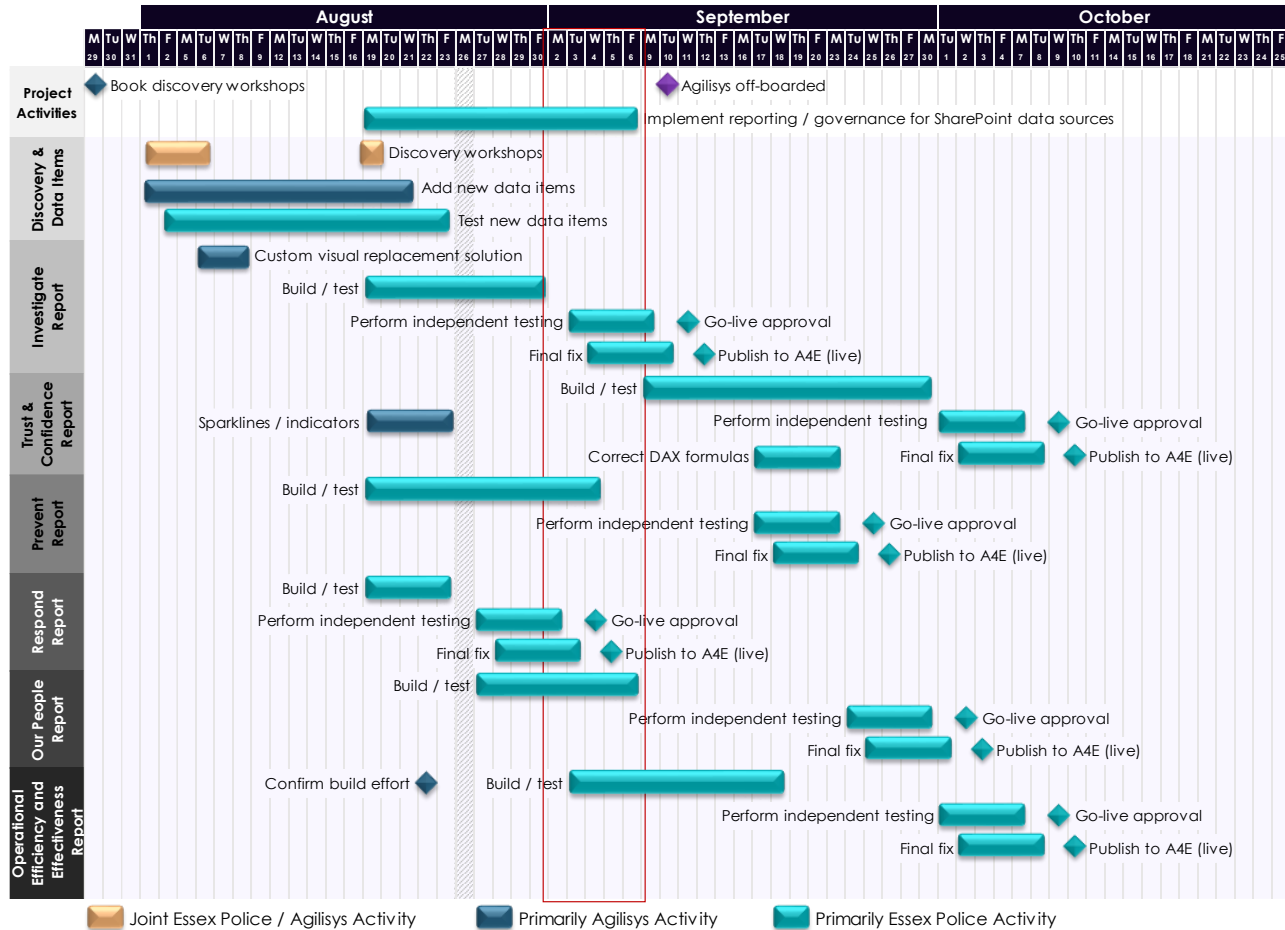 August September October
M Tu W Th F M Tu W Th F M Tu W Th F M Tu W Th F M Tu W Th F M Tu W Th F M Tu W Th F M Tu W Th F M Tu W Th F M Tu W Th F M Tu W Th F M Tu W Th F M Tu W Th F
29 30 31 1 2 5 6 7 8 9 12 13 14 15 16 19 20 21 22 23 26 27 28 29 30 2 3 4 5 6 9 10 11 12 13 16 17 18 19 20 23 24 25 26 27 30 1 2 3 4 7 8 9 10 11 14 15 16 17 18 21 22 23 24 25
Project
Activities
Book discovery workshops
Agilisys off-boarded
Implement reporting / governance for SharePoint data sources
Discovery &
Data Items
Discovery workshops
Add new data items
Test new data items
Investigate
Report
Custom visual replacement solution
Build / test
Perform independent testing
Go-live approval
Final fix
Publish to A4E (live)
Trust &
Confidence
Report
Build / test
Sparklines / indicators
Perform independent testing
Go-live approval
Correct DAX formulas
Final fix
Publish to A4E (live)
Prevent
Report
Build / test
Perform independent testing
Go-live approval
Final fix
Publish to A4E (live)
Respond
Report
Build / test
Perform independent testing
Go-live approval
Final fix
Publish to A4E (live)
Our People
Report
Build / test
Perform independent testing
Go-live approval
Final fix
Publish to A4E (live)
Operational
Efficiency and
Effectiveness
Report
Confirm build effort
Build / test
Perform independent testing
Go-live approval
Final fix
Publish to A4E (live)
Joint Essex Police / Agilisys Activity
Primarily Agilisys Activity
Primarily Essex Police Activity